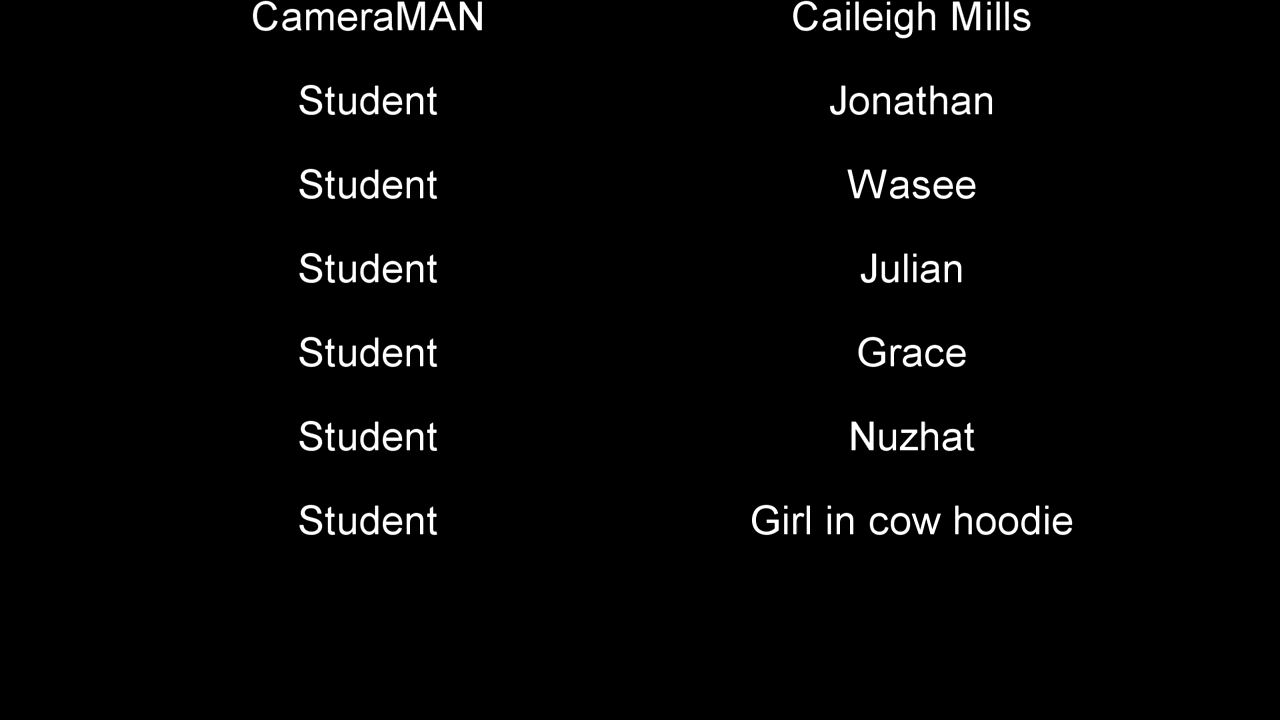 CameraMAN Caileigh Mills
Student Jonathan
Student Wasee
Student Julian
Student Grace
Student Nuzhat
Student Girl in cow hoodie